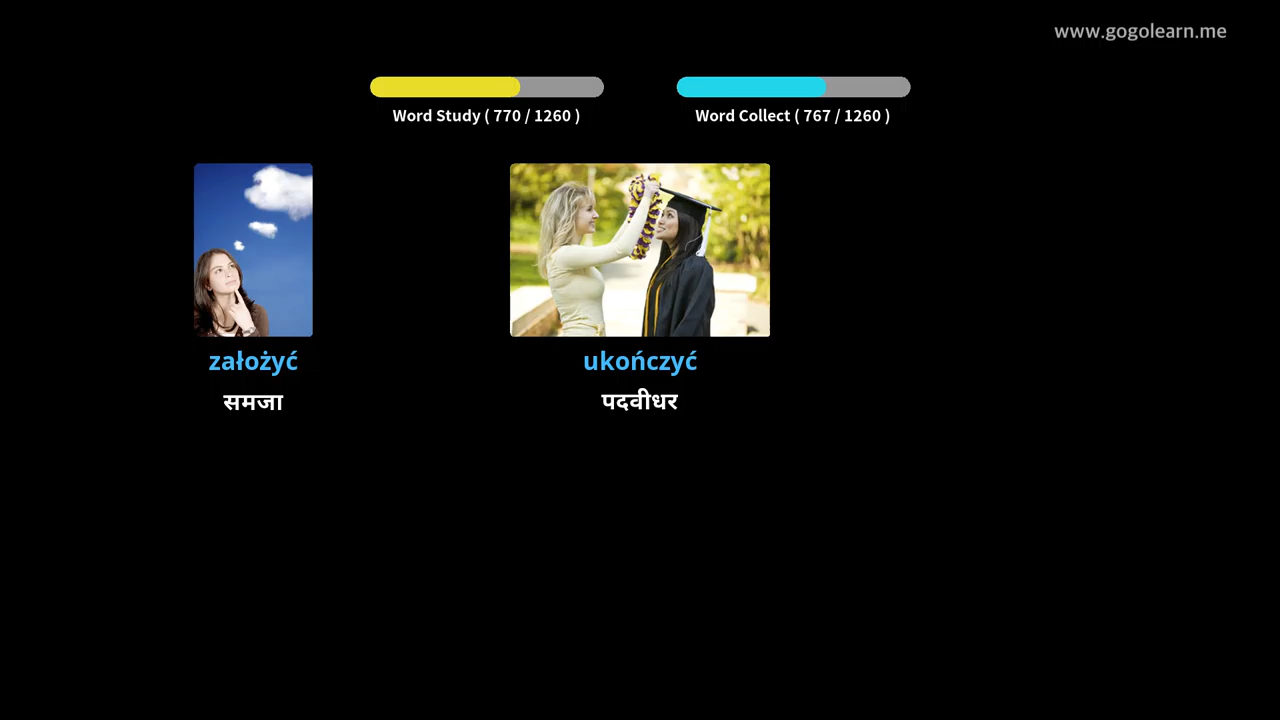 www.gogolearn.me
Word Study ( 770 / 1260 )
Word Collect ( 767 / 1260 )
założyć
समजा
ukończyć
पदवीधर